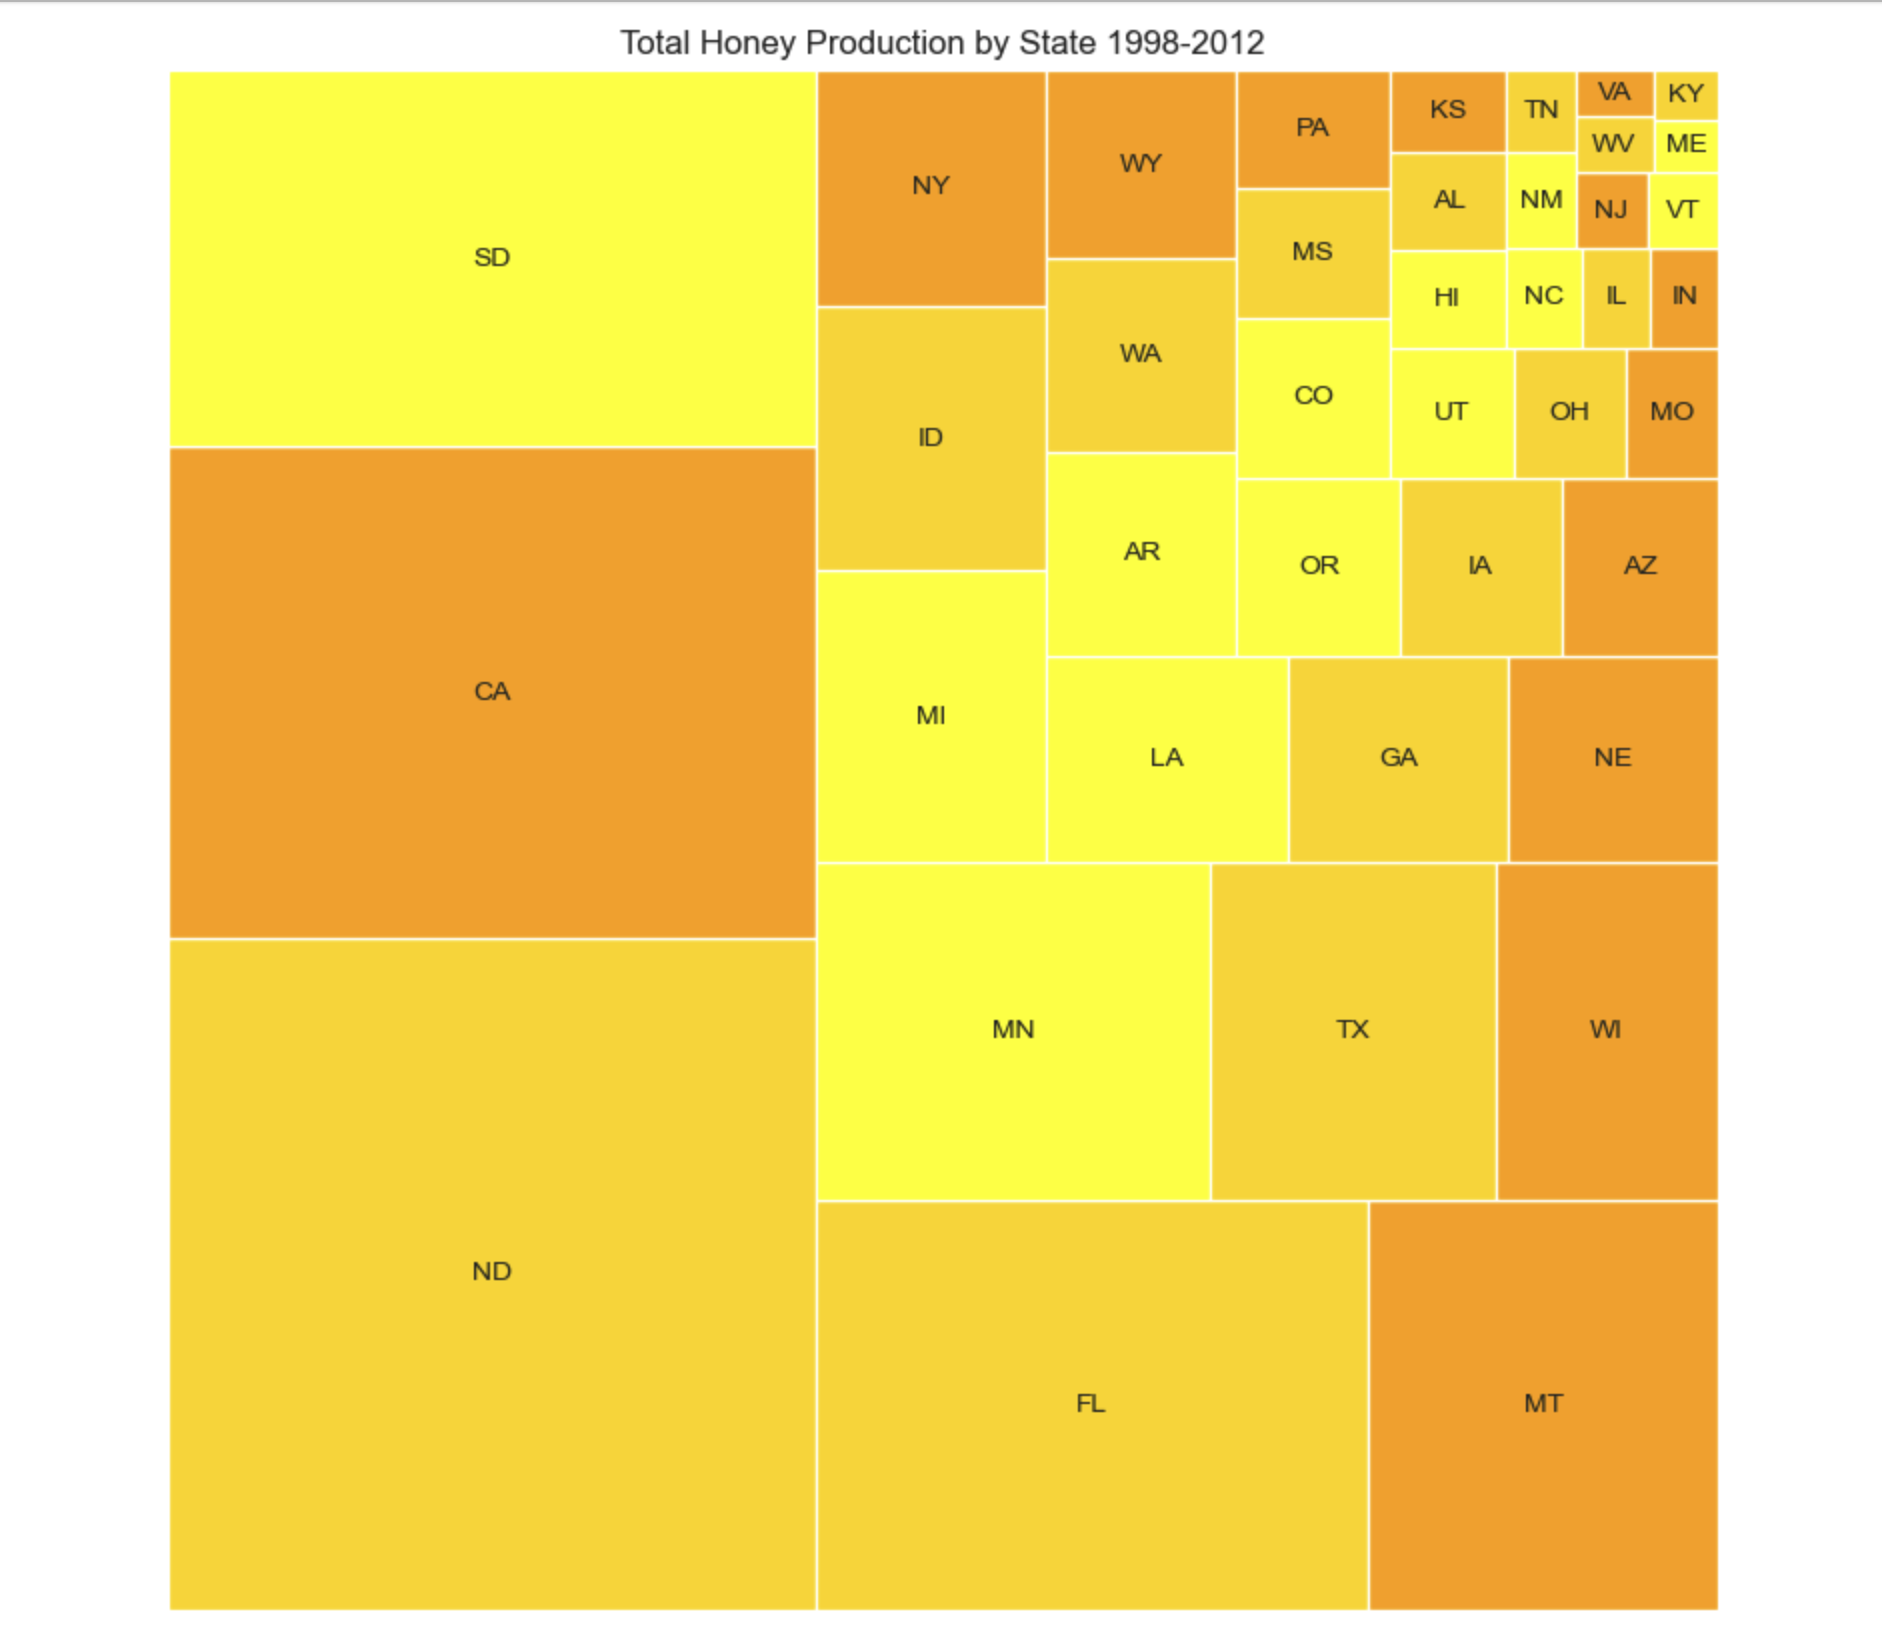 Total Honey Production by State 1998-2012
SD
NY
WY
PA
KS
TN
VA
KY
WV
ME
MS
AL
NM
NJ
VT
HI
NC
IL
IN
ID
WA
CO
UT
OH
MO
AR
OR
IA
AZ
CA
MI
LA
GA
NE
MN
TX
WI
ND
FL
MT